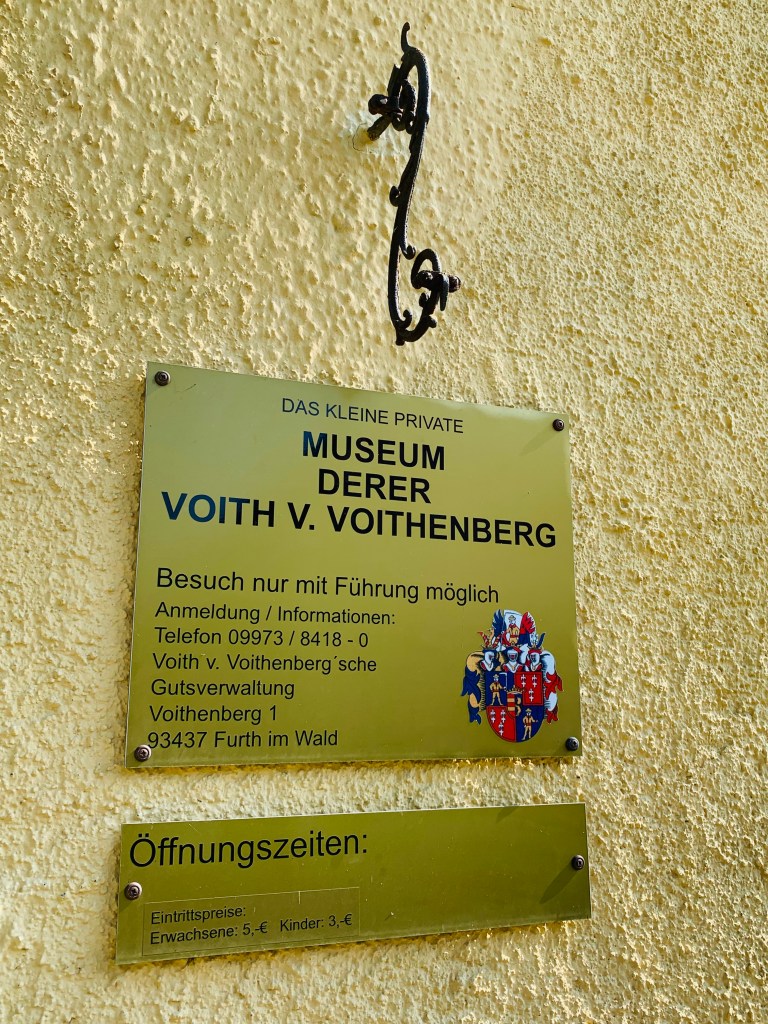 DAS KLEINE PRIVATE
MUSEUM
DERER
VOITH V. VOITHENBERG
Besuch nur mit Führung möglich
Anmeldung / Informationen:
Telefon 09973 / 8418 - 0
Voith v. Voithenberg´sche
Gutsverwaltung
Voithenberg 1
93437 Furth im Wald
Öffnungszeiten:
Eintrittspreise:
Erwachsene: 5,-€ Kinder: 3,-€